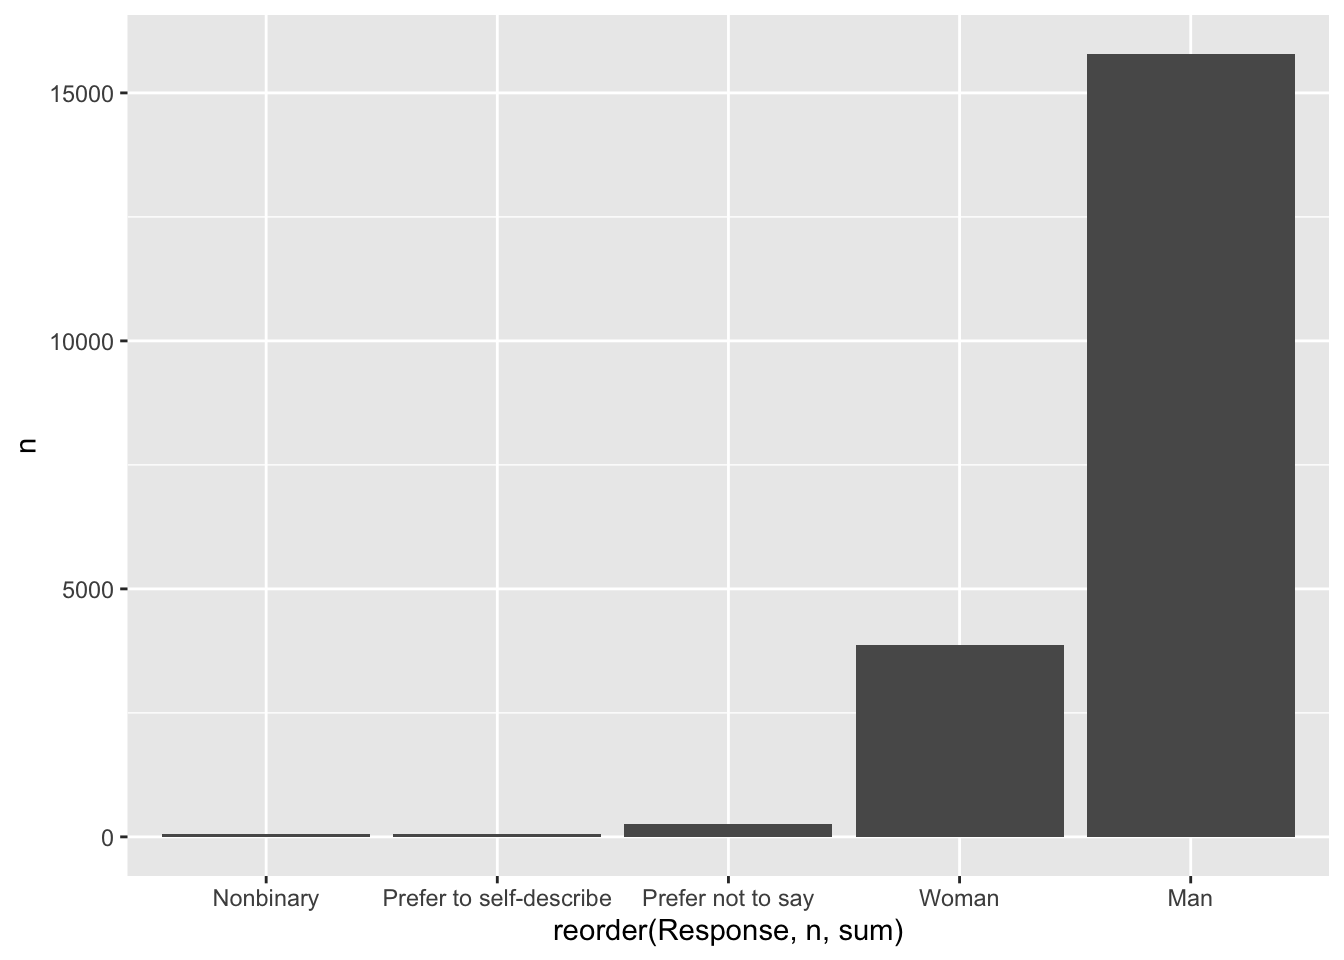 15000
10000
n
5000
0
Nonbinary Prefer to self-describe Prefer not to say Woman Man
reorder(Response, n, sum)